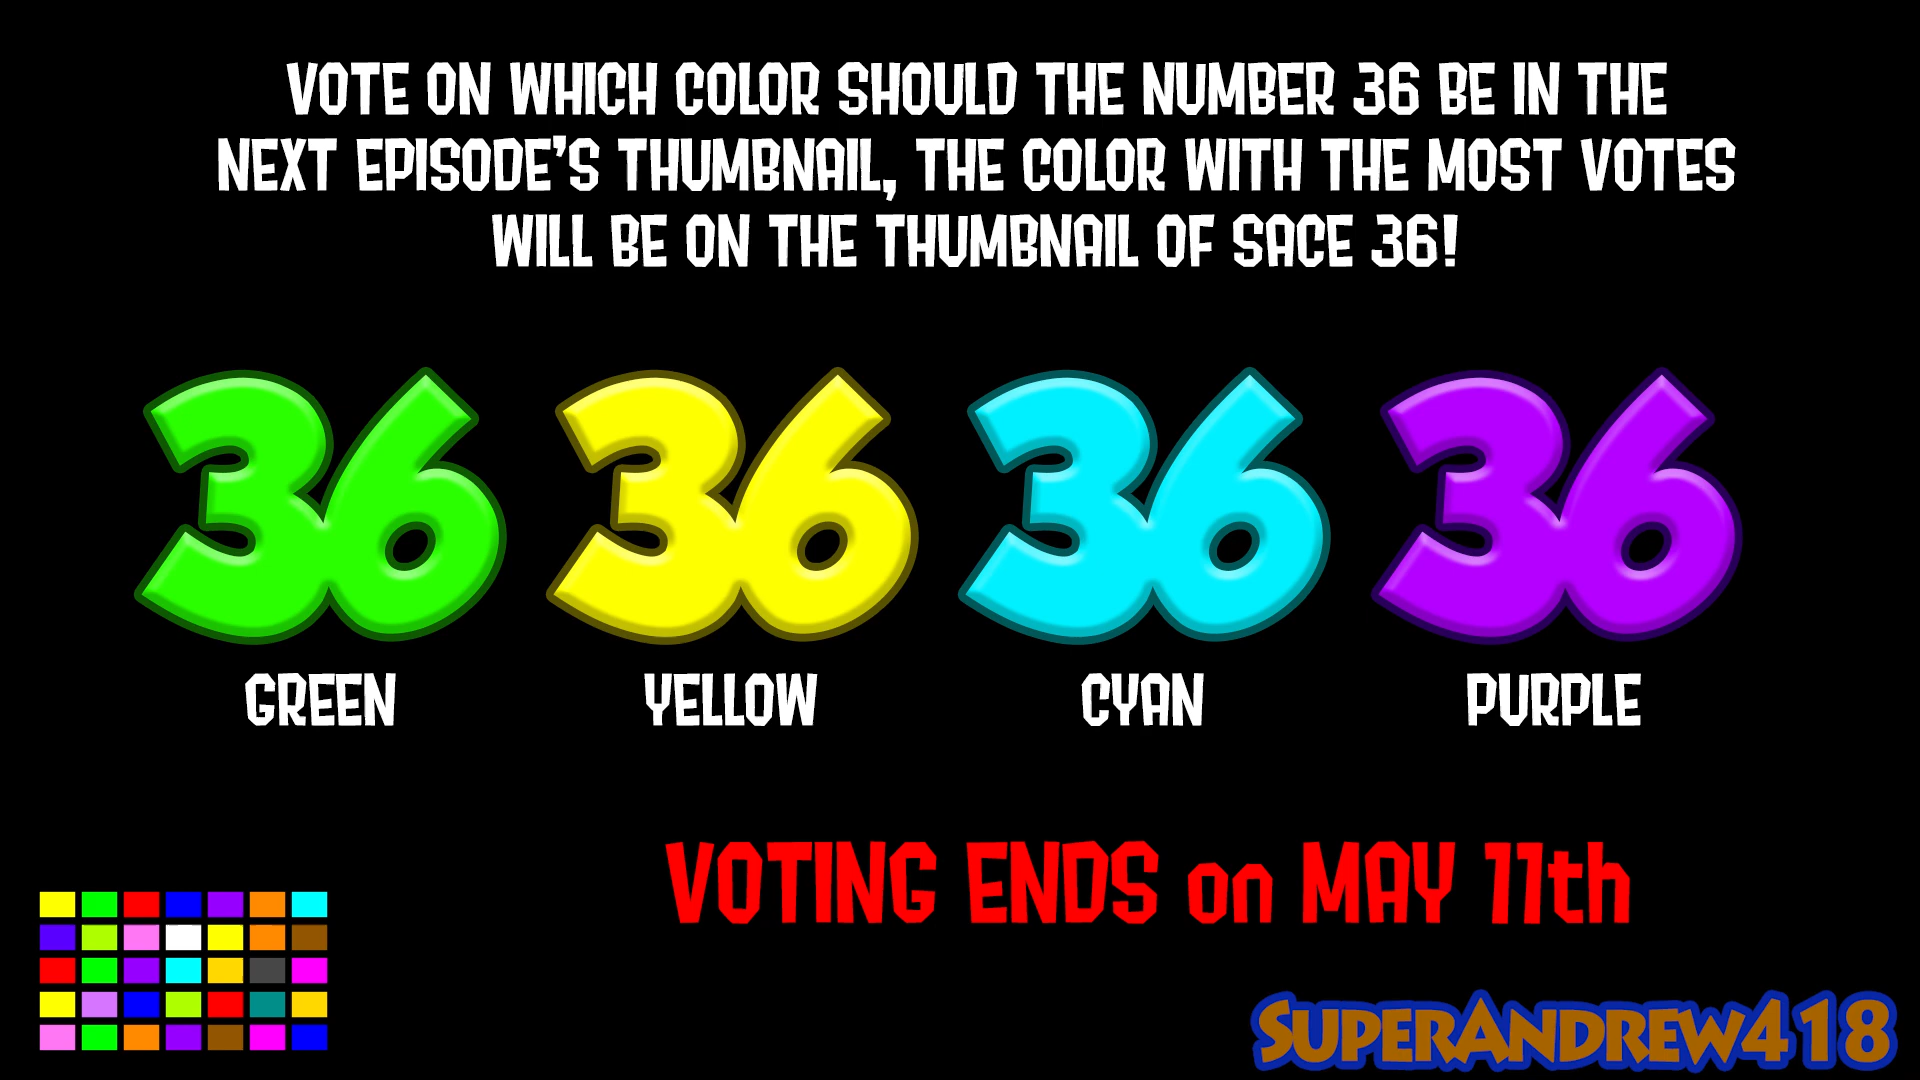 VOTE ON WHICH COLOR SHOULD THE NUMBER 36 BE IN THE
NEXT EPISODE'S THUMBNAIL, THE COLOR WITH THE MOST VOTES
WILL BE ON THE THUMBNAIL OF SACE 36!
36 36 36 36
GREEN YELLOW CYAN PURPLE
VOTING ENDS on MAY 11th
SUPERANDREW418